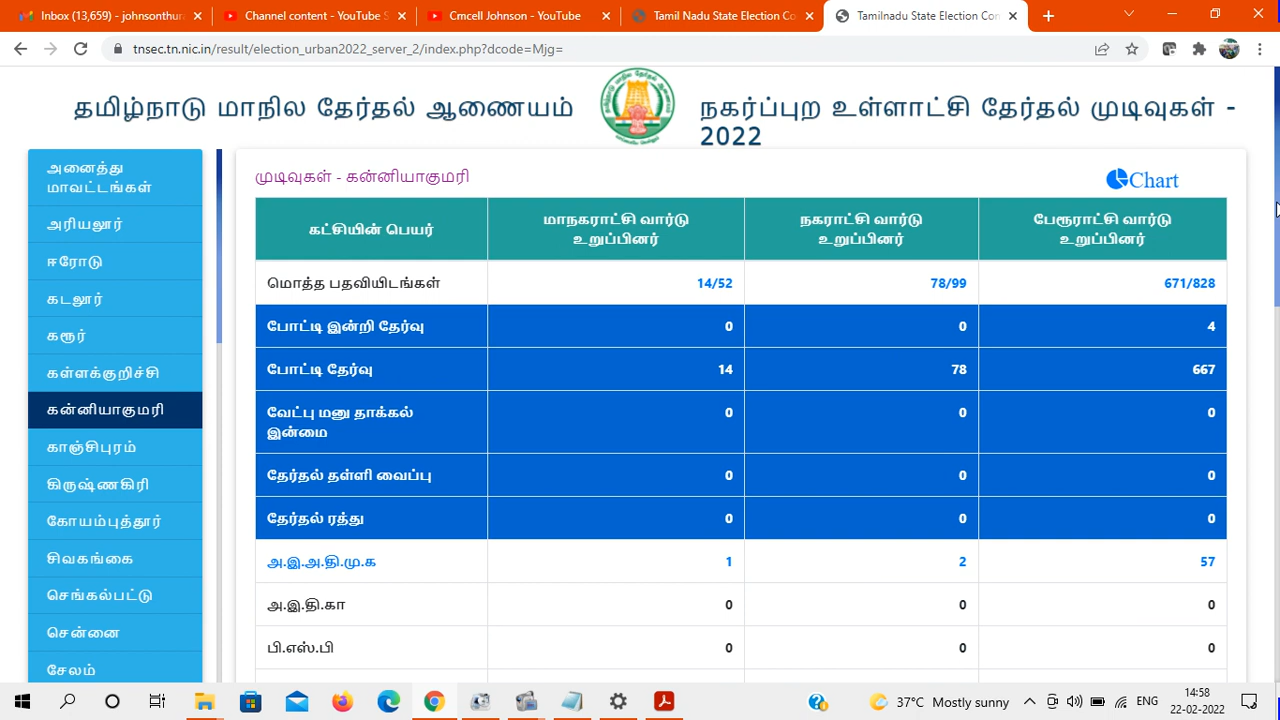 Inbox (13,659) - johnsonthura
Channel content - YouTube S
Cmcell Johnson - YouTube
Tamil Nadu State Election Co
Tamilnadu State Election Con
tnsec.tn.nic.in/result/election_urban2022_server_2/index.php?dcode=Mjg=
தமிழ்நாடு மாநில தேர்தல் ஆணையம்
நகர்ப்புற உள்ளாட்சி தேர்தல் முடிவுகள் -
2022
அனைத்து
மாவட்டங்கள்
அரியலூர்
ஈரோடு
கடலூர்
கரூர்
கள்ளக்குறிச்சி
கன்னியாகுமரி
காஞ்சிபுரம்
கிருஷ்ணகிரி
கோயம்புத்தூர்
சிவகங்கை
செங்கல்பட்டு
சென்னை
சேலம்
முடிவுகள் - கன்னியாகுமரி
Chart
கட்சியின் பெயர்
மாநகராட்சி வார்டு
உறுப்பினர்
நகராட்சி வார்டு
உறுப்பினர்
பேரூராட்சி வார்டு
உறுப்பினர்
மொத்த பதவியிடங்கள் 14/52 78/99 671/828
போட்டி இன்றி தேர்வு 0 0 4
போட்டி தேர்வு 14 78 667
வேட்பு மனு தாக்கல்
இன்மை 0 0 0
தேர்தல் தள்ளி வைப்பு 0 0 0
தேர்தல் ரத்து 0 0 0
அ.இ.அ.தி.மு.க 1 2 57
அ.இ.தி.கா 0 0 0
பி.எஸ்.பி 0 0 0
37°C Mostly sunny
ENG
14:58
22-02-2022